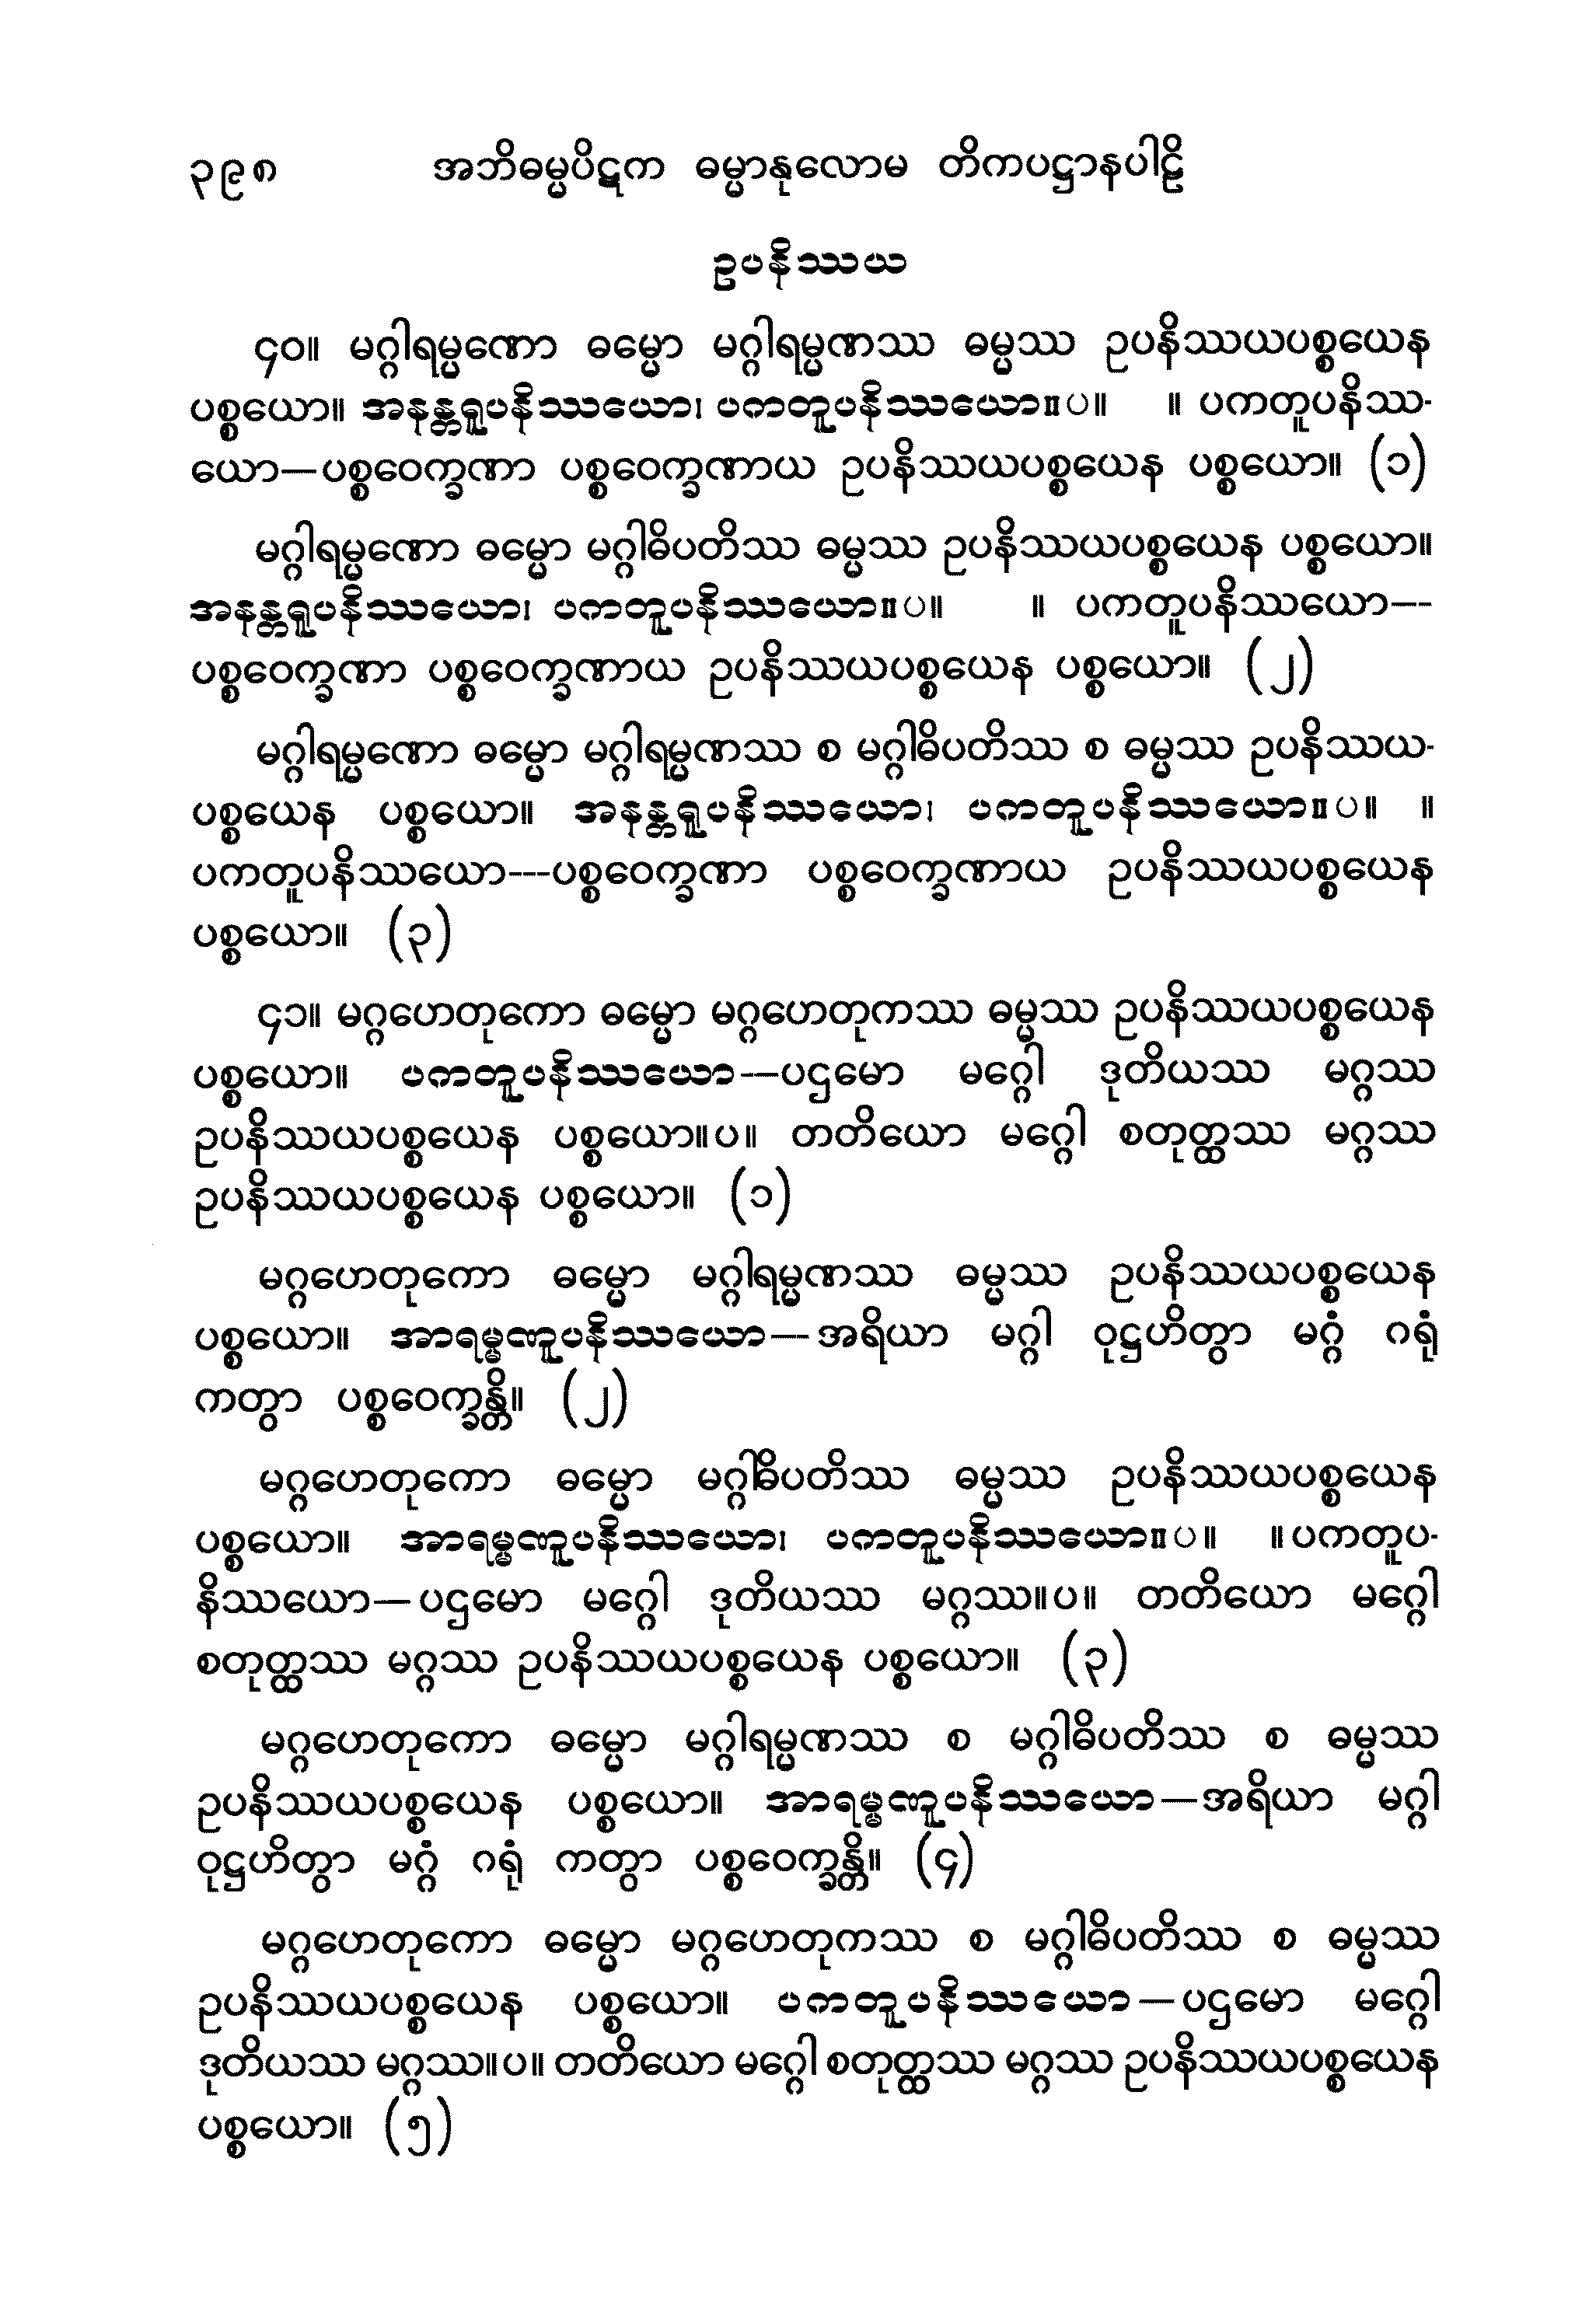 ၃၉၈ အဘိဓမ္မပိဋက ဓမ္မာနုလောမ တိကပဋ္ဌာနပါဠိ
ဥပနိဿယ
၄၀။ မဂ္ဂါရမ္မဏော ဓမ္မော မဂ္ဂါရမ္မဏဿ ဓမ္မဿ ဥပနိဿယပစ္စယေန
ပစ္စယော။ အနန္တရူပနိဿယော၊ ပကတူပနိဿယော။ပ။ ။ ပကတူပနိဿ-
ယော—ပစ္စဝေက္ခဏာ ပစ္စဝေက္ခဏာယ ဥပနိဿယပစ္စယေန ပစ္စယော။ (၁)
မဂ္ဂါရမ္မဏော ဓမ္မော မဂ္ဂါဓိပတိဿ ဓမ္မဿ ဥပနိဿယပစ္စယေန ပစ္စယော။
အနန္တရူပနိဿယော၊ ပကတူပနိဿယော။ပ။ ။ ပကတူပနိဿယော--
ပစ္စဝေက္ခဏာ ပစ္စဝေက္ခဏာယ ဥပနိဿယပစ္စယေန ပစ္စယော။ (၂)
မဂ္ဂါရမ္မဏော ဓမ္မော မဂ္ဂါရမ္မဏဿ စ မဂ္ဂါဓိပတိဿ စ ဓမ္မဿ ဥပနိဿယ-
ပစ္စယေန ပစ္စယော။ အနန္တရူပနိဿယော၊ ပကတူပနိဿယော။ပ။ ။
ပကတူပနိဿယော---ပစ္စဝေက္ခဏာ ပစ္စဝေက္ခဏာယ ဥပနိဿယပစ္စယေန
ပစ္စယော။ (၃)
၄၁။ မဂ္ဂဟေတုကော ဓမ္မော မဂ္ဂဟေတုကဿ ဓမ္မဿ ဥပနိဿယပစ္စယေန
ပစ္စယော။ ပကတူပနိဿယော—ပဌမော မဂ္ဂေါ ဒုတိယဿ မဂ္ဂဿ
ဥပနိဿယပစ္စယေန ပစ္စယော။ပ။ တတိယော မဂ္ဂေါ စတုတ္ထဿ မဂ္ဂဿ
ဥပနိဿယပစ္စယေန ပစ္စယော။ (၁)
မဂ္ဂဟေတုကော ဓမ္မော မဂ္ဂါရမ္မဏဿ ဓမ္မဿ ဥပနိဿယပစ္စယေန
ပစ္စယော။ အာရမ္မဏူပနိဿယော—အရိယာ မဂ္ဂါ ဝုဋ္ဌဟိတွာ မဂ္ဂံ ဂရုံ
ကတွာ ပစ္စဝေက္ခန္တိ။ (၂)
မဂ္ဂဟေတုကော ဓမ္မော မဂ္ဂါဓိပတိဿ ဓမ္မဿ ဥပနိဿယပစ္စယေန
ပစ္စယော။ အာရမ္မဏူပနိဿယော၊ ပကတူပနိဿယော။ပ။ ။ ပကတူပ-
နိဿယော—ပဌမော မဂ္ဂေါ ဒုတိယဿ မဂ္ဂဿ။ပ။ တတိယော မဂ္ဂေါ
စတုတ္ထဿ မဂ္ဂဿ ဥပနိဿယပစ္စယေန ပစ္စယော။ (၃)
မဂ္ဂဟေတုကော ဓမ္မော မဂ္ဂါရမ္မဏဿ စ မဂ္ဂါဓိပတိဿ စ ဓမ္မဿ
ဥပနိဿယပစ္စယေန ပစ္စယော။ အာရမ္မဏူပနိဿယော—အရိယာ မဂ္ဂါ
ဝုဋ္ဌဟိတွာ မဂ္ဂံ ဂရုံ ကတွာ ပစ္စဝေက္ခန္တိ။ (၄)
မဂ္ဂဟေတုကော ဓမ္မော မဂ္ဂဟေတုကဿ စ မဂ္ဂါဓိပတိဿ စ ဓမ္မဿ
ဥပနိဿယပစ္စယေန ပစ္စယော။ ပကတူပနိဿယော—ပဌမော မဂ္ဂေါ
ဒုတိယဿ မဂ္ဂဿ။ပ။ တတိယော မဂ္ဂေါ စတုတ္ထဿ မဂ္ဂဿ ဥပနိဿယပစ္စယေန
ပစ္စယော။ (၅)